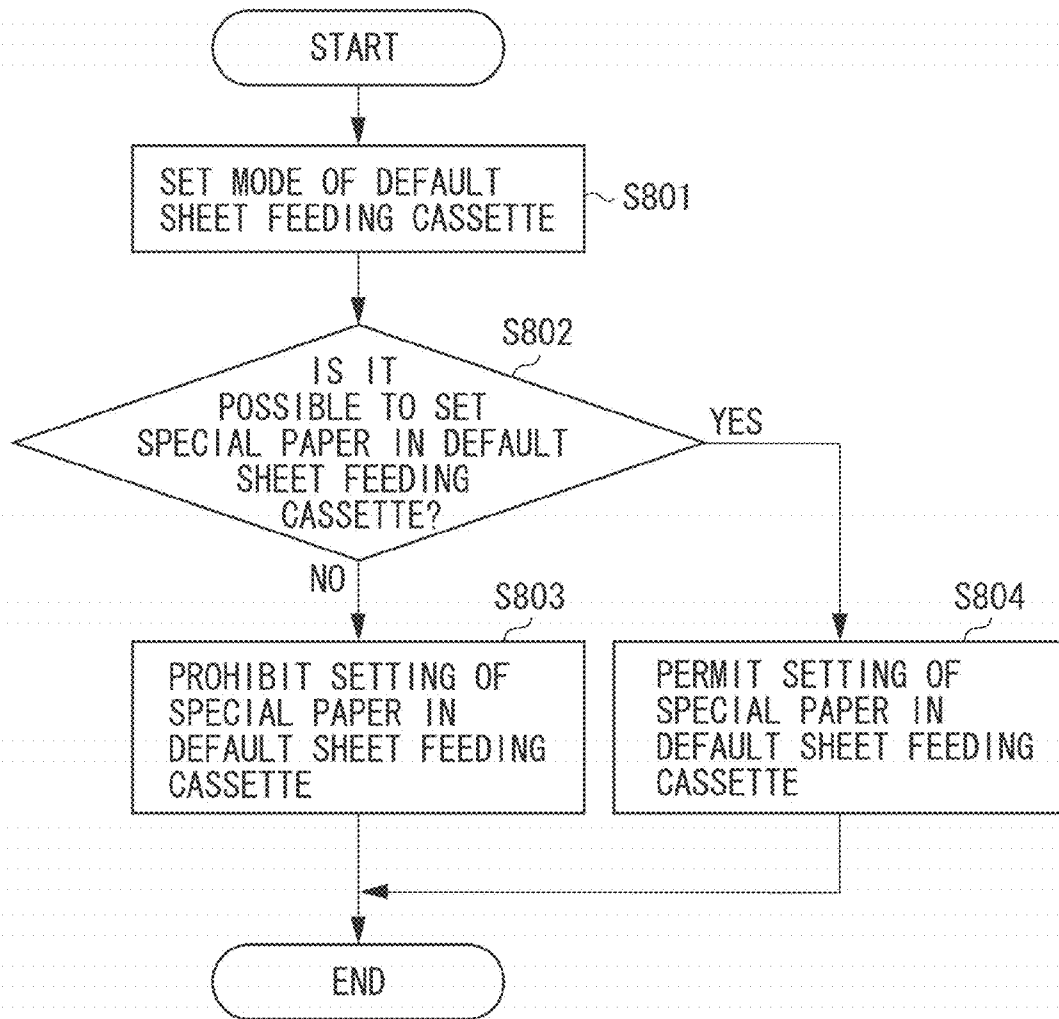 START
SET MODE OF DEFAULT
SHEET FEEDING CASSETTE
S801
S802
IS IT
POSSIBLE TO SET
SPECIAL PAPER IN DEFAULT
SHEET FEEDING
CASSETTE?
YES
NO
S803
PROHIBIT SETTING OF
SPECIAL PAPER IN
DEFAULT SHEET FEEDING
CASSETTE
S804
PERMIT SETTING OF
SPECIAL PAPER IN
DEFAULT SHEET FEEDING
CASSETTE
END